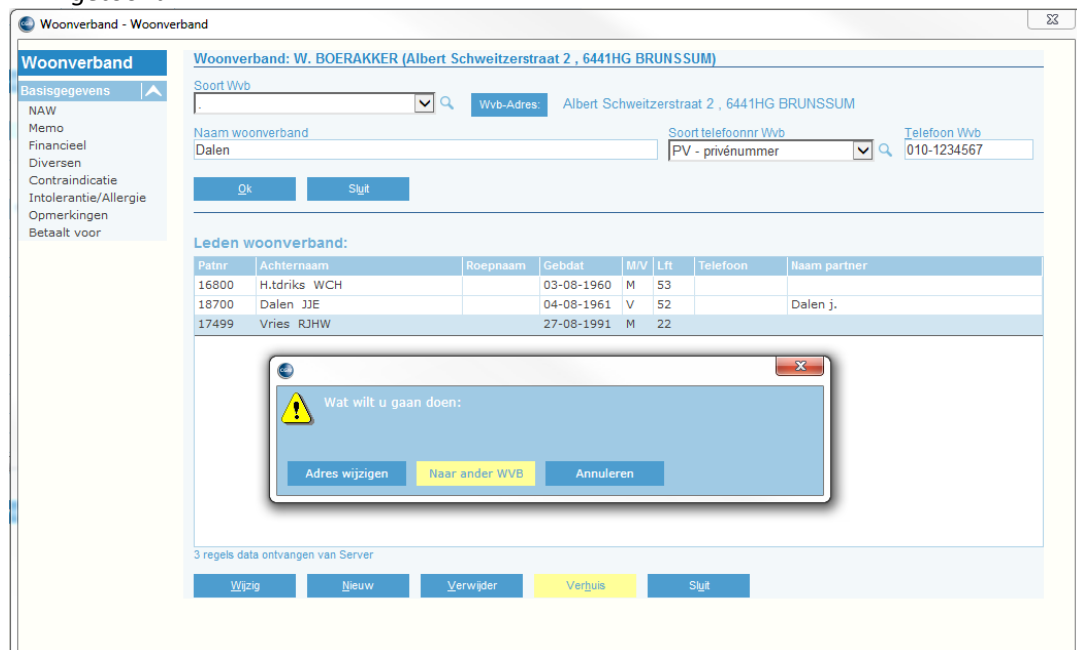 Woonverband - Woonverband
Woonverband
Basisgegevens
NAW
Memo
Financieel
Diversen
Contraindicatie
Intolerantie/Allergie
Opmerkingen
Betaalt voor
Woonverband: W. BOERAKKER (Albert Schweitzerstraat 2 , 6441HG BRUNSSUM)
Soort Wvb
.
Wvb-Adres:
Albert Schweitzerstraat 2 , 6441HG BRUNSSUM
Naam woonverband
Soort telefoonnr Wvb
Telefoon Wvb
Dalen
PV - privénummer
010-1234567
Ok
Sluit
Leden woonverband:
Patnr Achternaam Roepnaam Gebdat M/V Lft Telefoon Naam partner
16800 H.tdriks WCH 03-08-1960 M 53
18700 Dalen JJE 04-08-1961 V 52 Dalen j.
17499 Vries RJHW 27-08-1991 M 22
Wat wilt u gaan doen:
Adres wijzigen
Naar ander WVB
Annuleren
3 regels data ontvangen van Server
Wijzig
Nieuw
Verwijder
Verhuis
Sluit